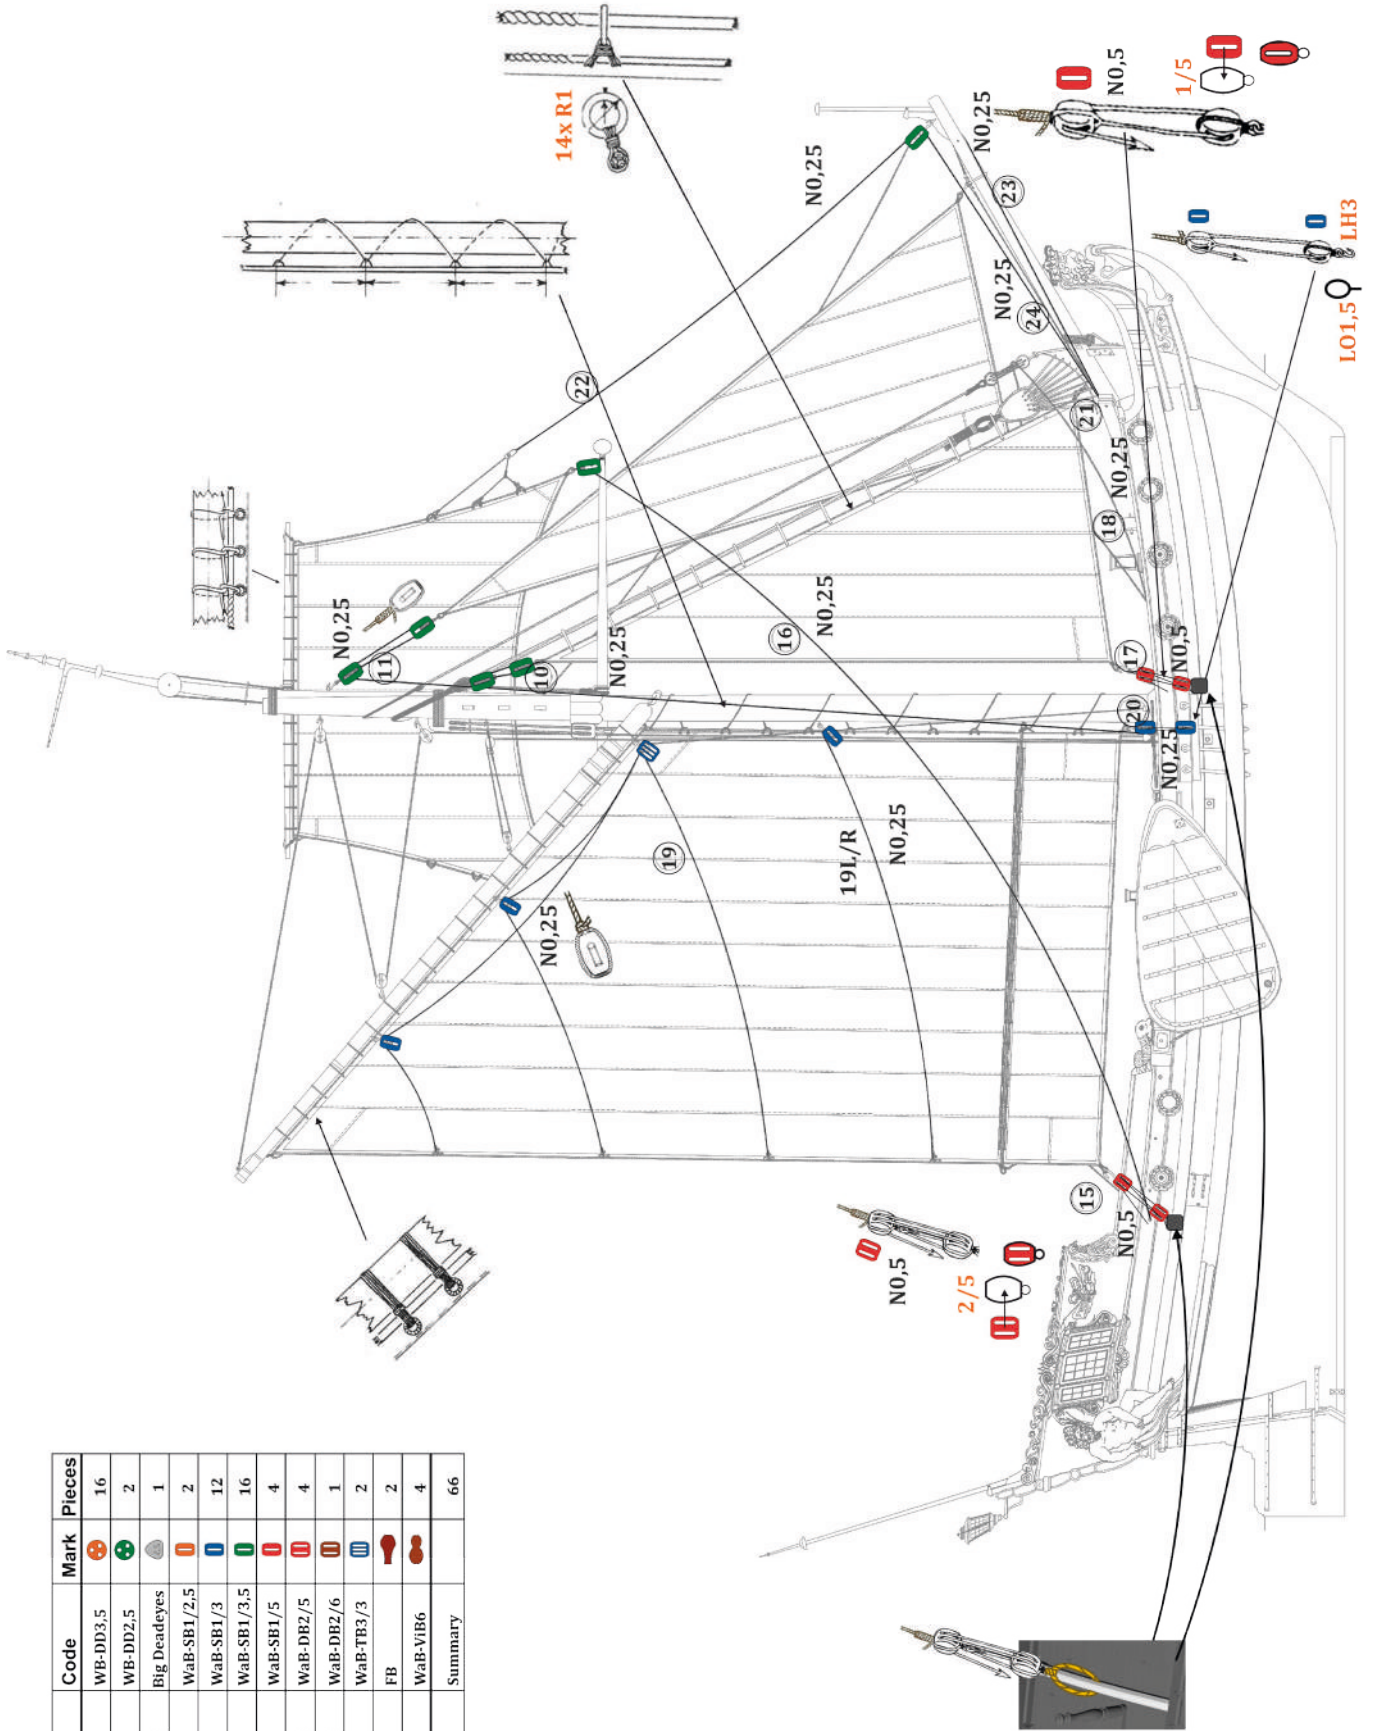 Code Mark Pieces
WB-DD3,5 16
WB-DD2,5 2
Big Deadeyes 1
WaB-SB1/2,5 2
WaB-SB1/3 12
WaB-SB1/3,5 16
WaB-SB1/5 4
WaB-DB2/5 4
WaB-DB2/6 1
WaB-TB3/3 2
FB 2
WaB-ViB6 4
Summary 66
15
N0,5
N0,5
2/5
19
19L/R
N0,25
N0,25
16
N0,25
10
N0,25
11
N0,25
20
N0,25
17
N0,5
18
N0,25
21
22
N0,25
23
N0,25
24
N0,25
14x R1
N0,5
1/5
LH3
LO1,5